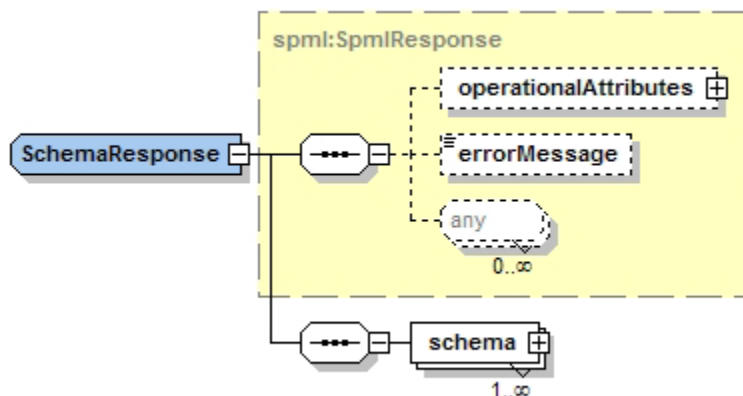 spml:SpmlResponse
operationalAttributes
SchemaResponse
errorMessage
any
0..∞
schema
1..∞